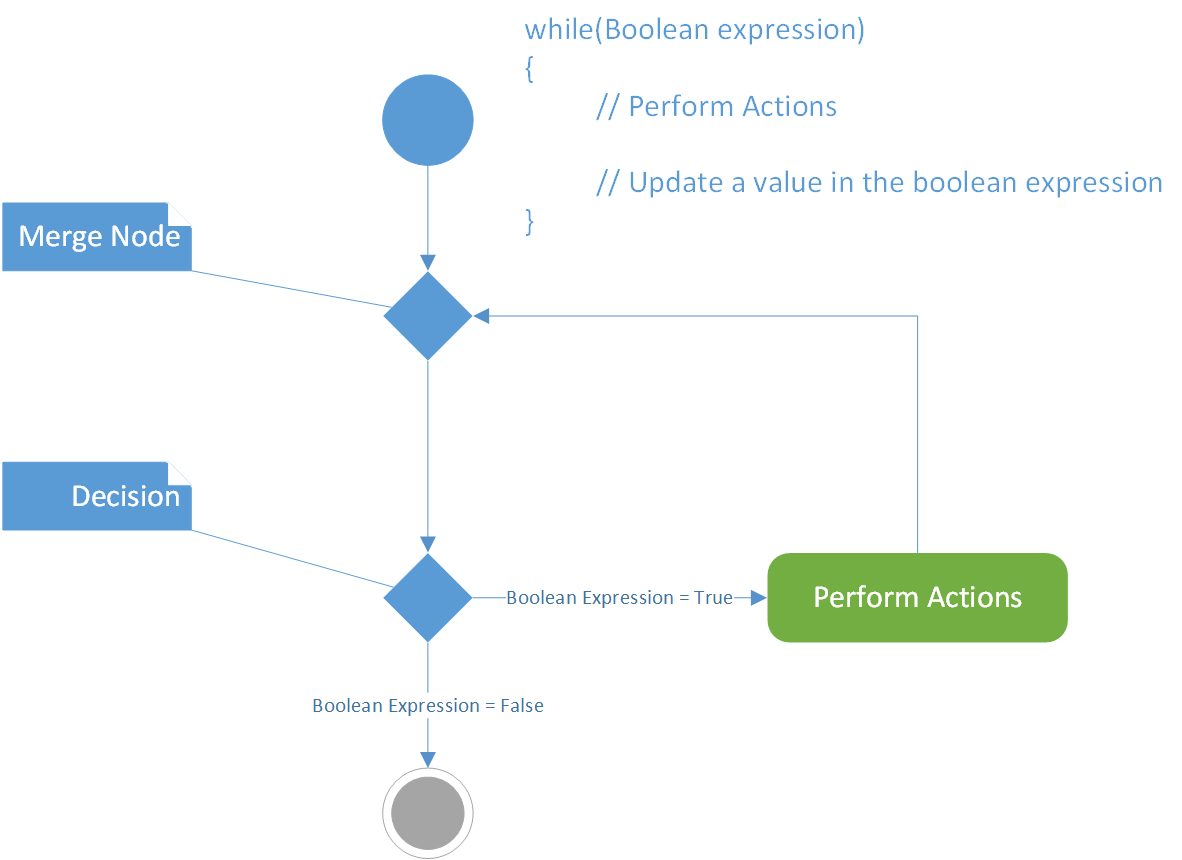 while(Boolean expression)
{
// Perform Actions
// Update a value in the boolean expression
}
Merge Node
Decision
Boolean Expression = True
Perform Actions
Boolean Expression = False